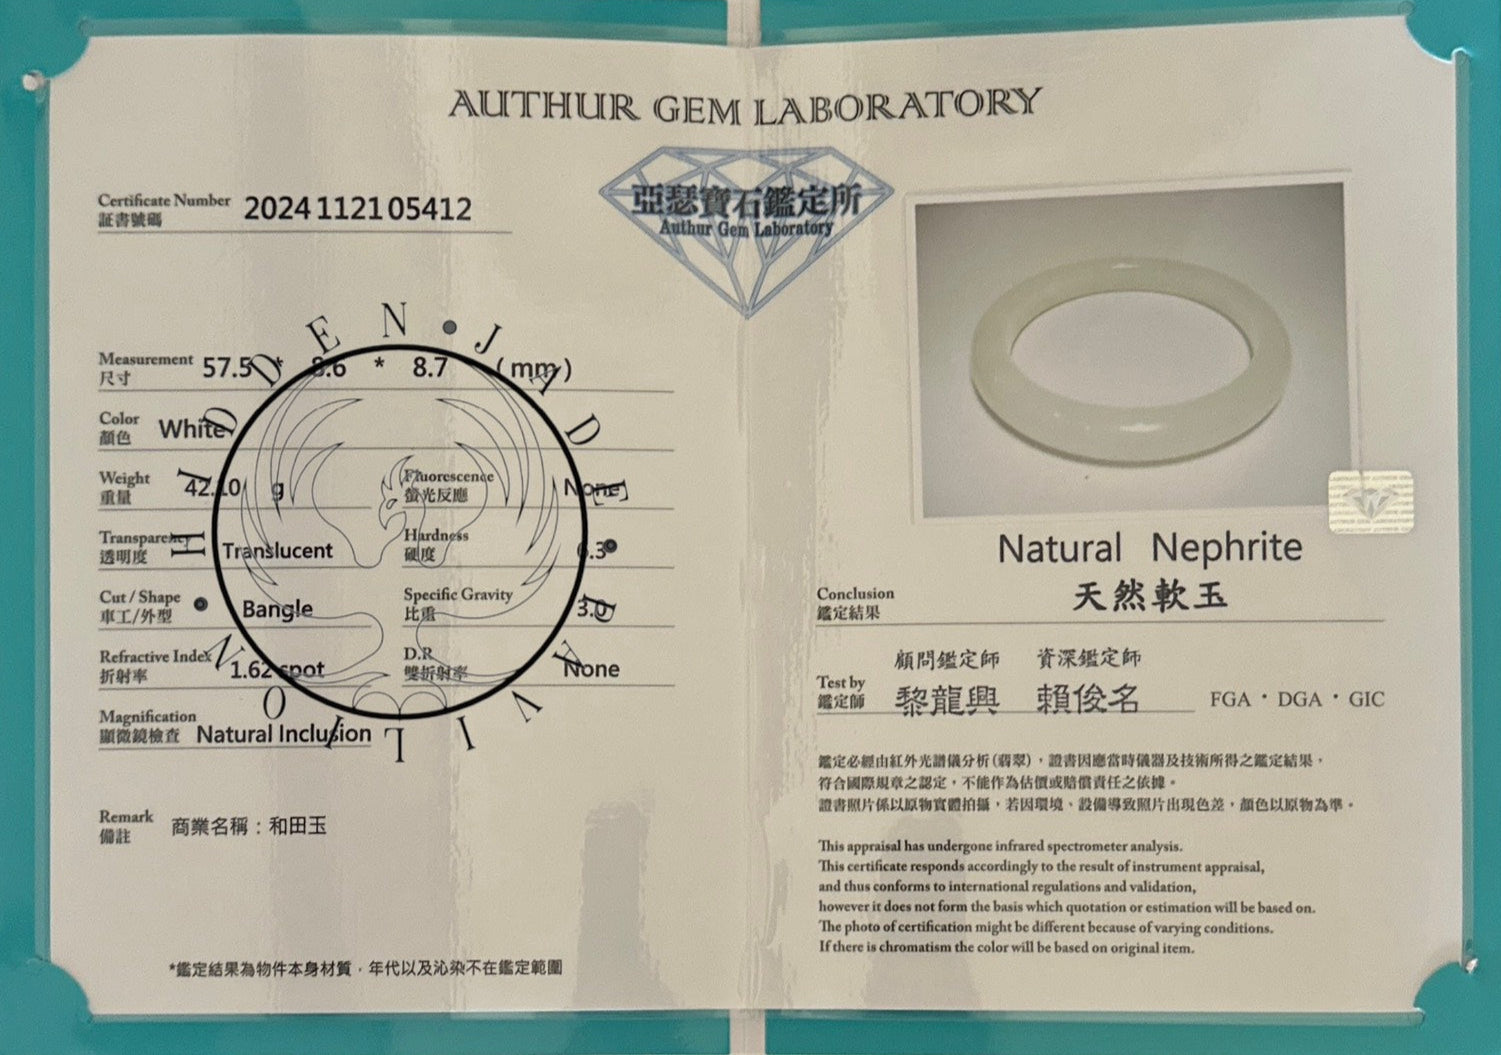 AUTHUR GEM LABORATORY
亞瑟寶石鑑定所
Authur Gem Laboratory
Certificate Number 2024112105412
証書號碼
Measurement 57.5 * 8.6 * 8.7 (mm)
尺寸
Color White
顏色
Weight 42.10 g
重量
Fluorescence None
螢光反應
Transparency Translucent
透明度
Hardness 6.3
硬度
Cut / Shape Bangle
車工/外型
Specific Gravity 3.0
比重
Refractive Index 1.62 spot
折射率
D.R None
雙折射率
Magnification Natural Inclusion
顯微鏡檢查
Remark 商業名稱：和田玉
備註
*鑑定結果為物件本身材質，年代以及沁染不在鑑定範圍
HIDDEN • JADE • PAVILION •
Natural Nephrite
Conclusion 天然軟玉
鑑定結果
顧問鑑定師 資深鑑定師
Test by 黎龍興 賴俊名 FGA・DGA・GIC
鑑定師
鑑定必經由紅外光譜儀分析(翡翠)，證書因應當時儀器及技術所得之鑑定結果，
符合國際規章之認定，不能作為估價或賠償責任之依據。
證書照片係以原物實體拍攝，若因環境、設備導致照片出現色差，顏色以原物為準。
This appraisal has undergone infrared spectrometer analysis.
This certificate responds accordingly to the result of instrument appraisal,
and thus conforms to international regulations and validation,
however it does not form the basis which quotation or estimation will be based on.
The photo of certification might be different because of varying conditions.
If there is chromatism the color will be based on original item.